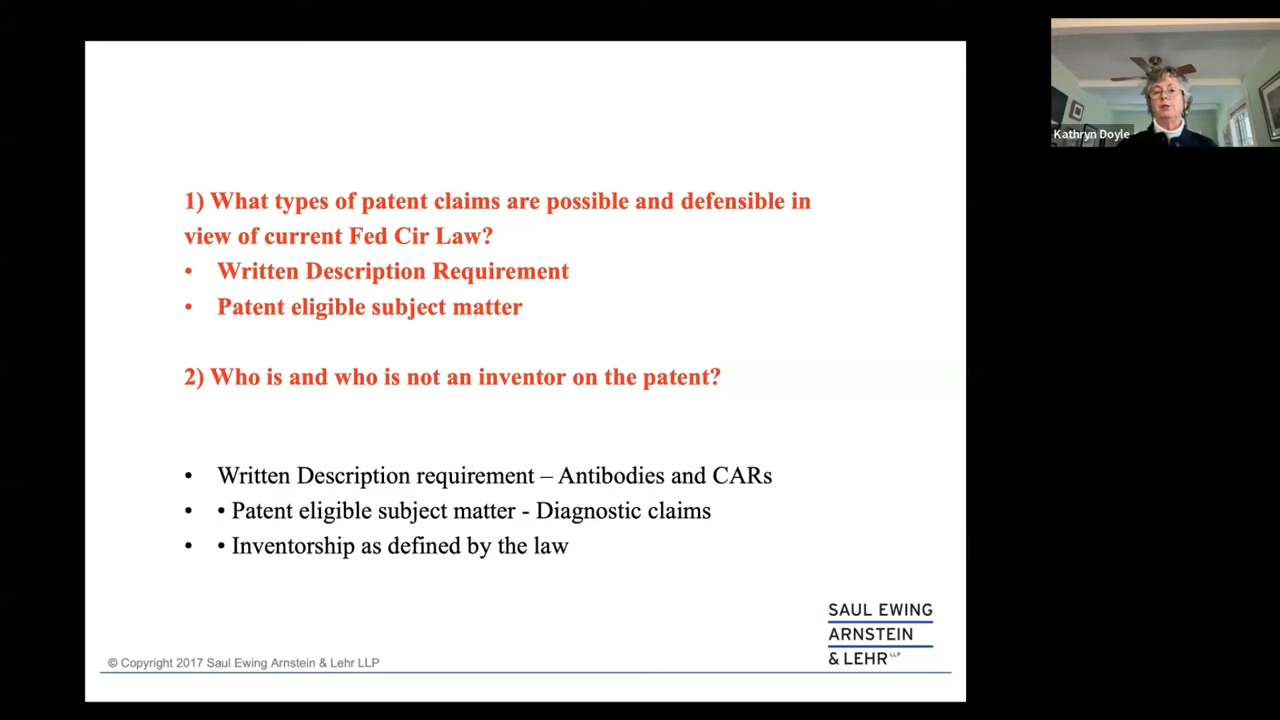 1) What types of patent claims are possible and defensible in
view of current Fed Cir Law?
• Written Description Requirement
• Patent eligible subject matter
2) Who is and who is not an inventor on the patent?
• Written Description requirement – Antibodies and CARs
• • Patent eligible subject matter - Diagnostic claims
• • Inventorship as defined by the law
SAUL EWING
ARNSTEIN
& LEHR LLP
© Copyright 2017 Saul Ewing Arnstein & Lehr LLP
Kathryn Doyle